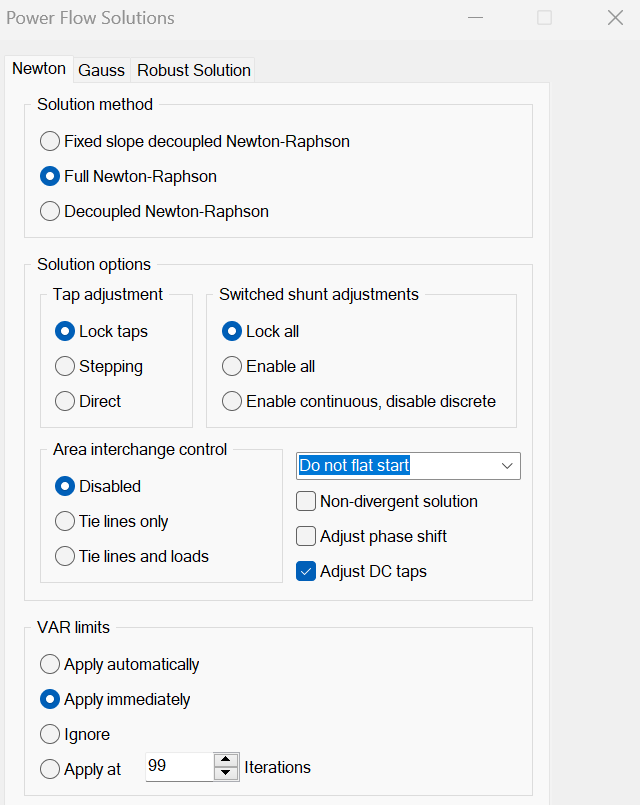 Power Flow Solutions
Newton Gauss Robust Solution
Solution method
Fixed slope decoupled Newton-Raphson
Full Newton-Raphson
Decoupled Newton-Raphson
Solution options
Tap adjustment
Lock taps
Stepping
Direct
Switched shunt adjustments
Lock all
Enable all
Enable continuous, disable discrete
Area interchange control
Disabled
Tie lines only
Tie lines and loads
Do not flat start
Non-divergent solution
Adjust phase shift
Adjust DC taps
VAR limits
Apply automatically
Apply immediately
Ignore
Apply at 99 Iterations